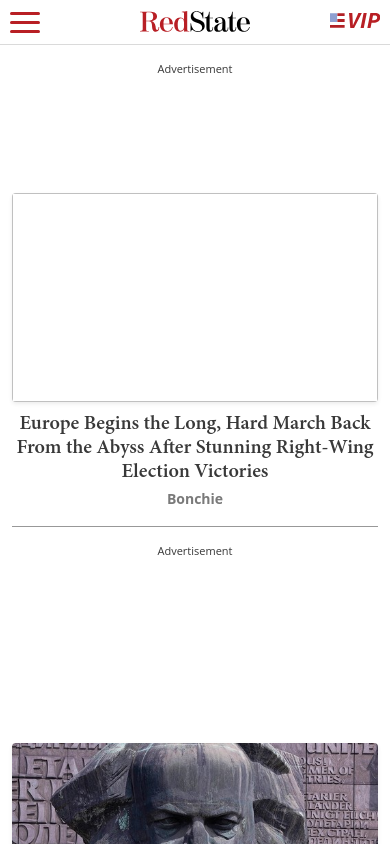 RedState
VIP
Advertisement
Europe Begins the Long, Hard March Back
From the Abyss After Stunning Right-Wing
Election Victories
Bonchie
Advertisement